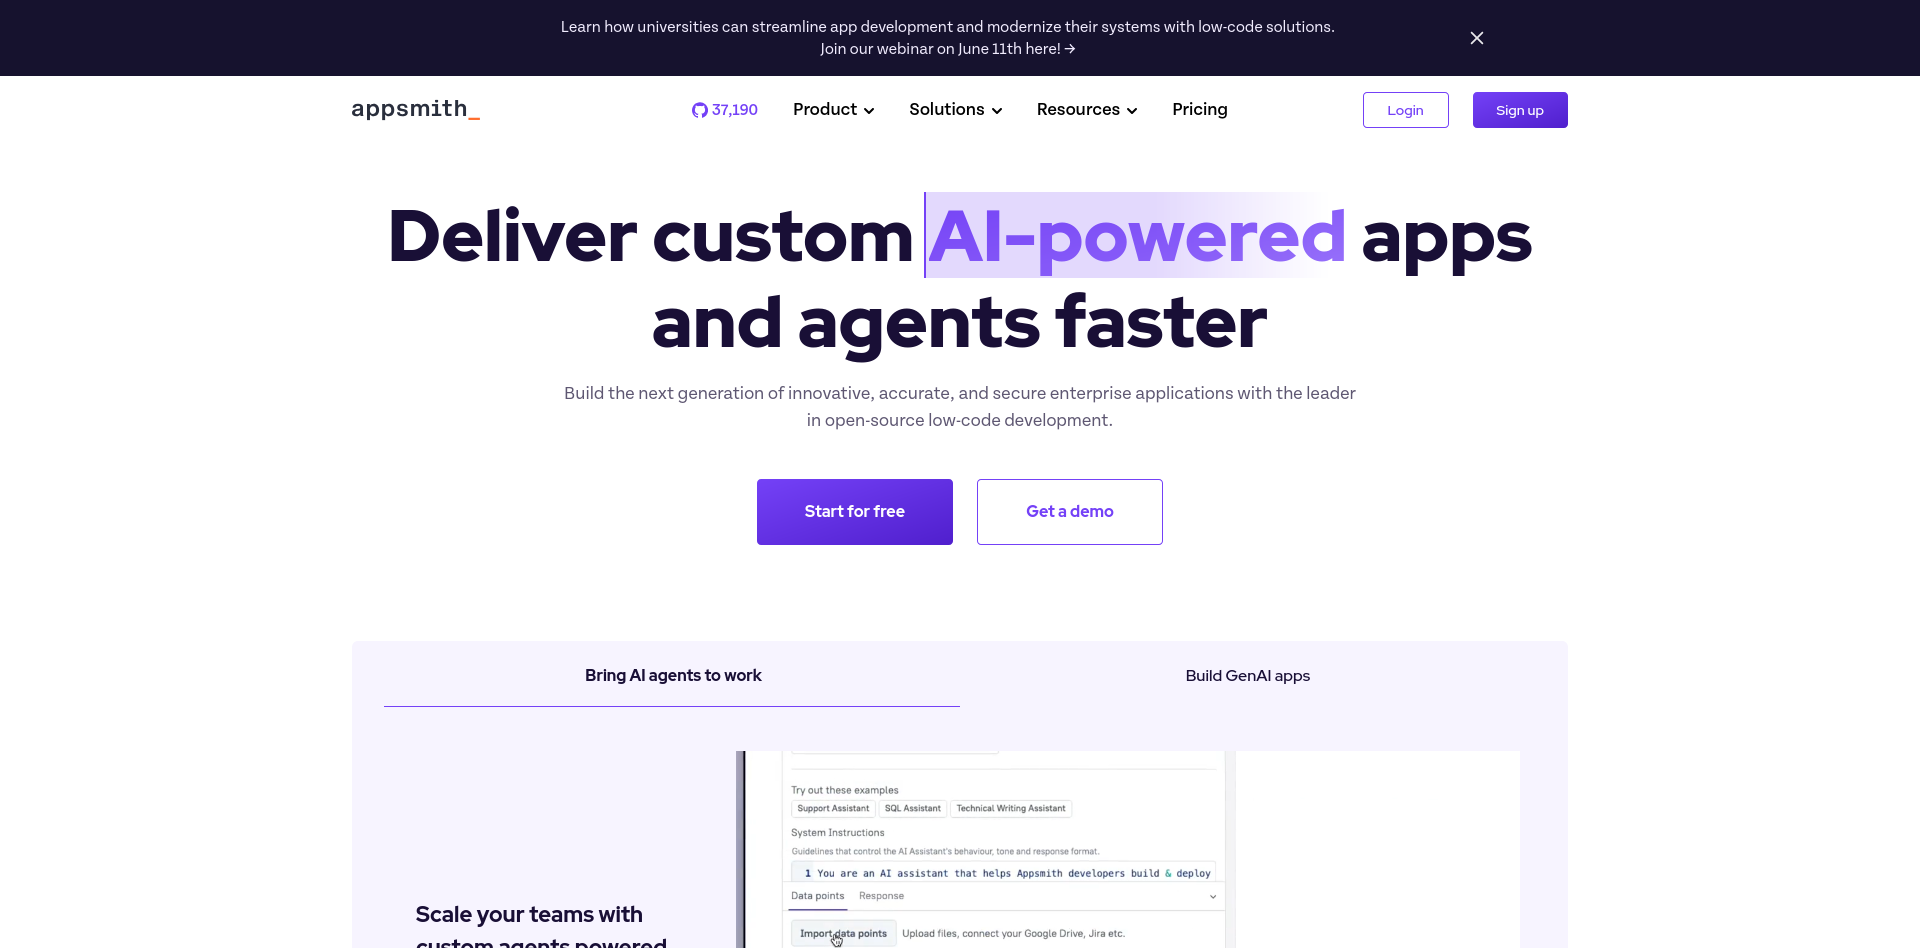 Learn how universities can streamline app development and modernize their systems with low-code solutions.
Join our webinar on June 11th here! →
appsmith_
37,190
Product
Solutions
Resources
Pricing
Login
Sign up
Deliver custom AI-powered apps
and agents faster
Build the next generation of innovative, accurate, and secure enterprise applications with the leader
in open-source low-code development.
Start for free
Get a demo
Bring AI agents to work
Build GenAI apps
Scale your teams with
custom agents powered
Try out these examples
Support Assistant
SQL Assistant
Technical Writing Assistant
System Instructions
Guidelines that control the AI Assistant's behaviour, tone and response format.
1 You are an AI assistant that helps Appsmith developers build & deploy
Data points
Response
Import data points
Upload files, connect your Google Drive, Jira etc.